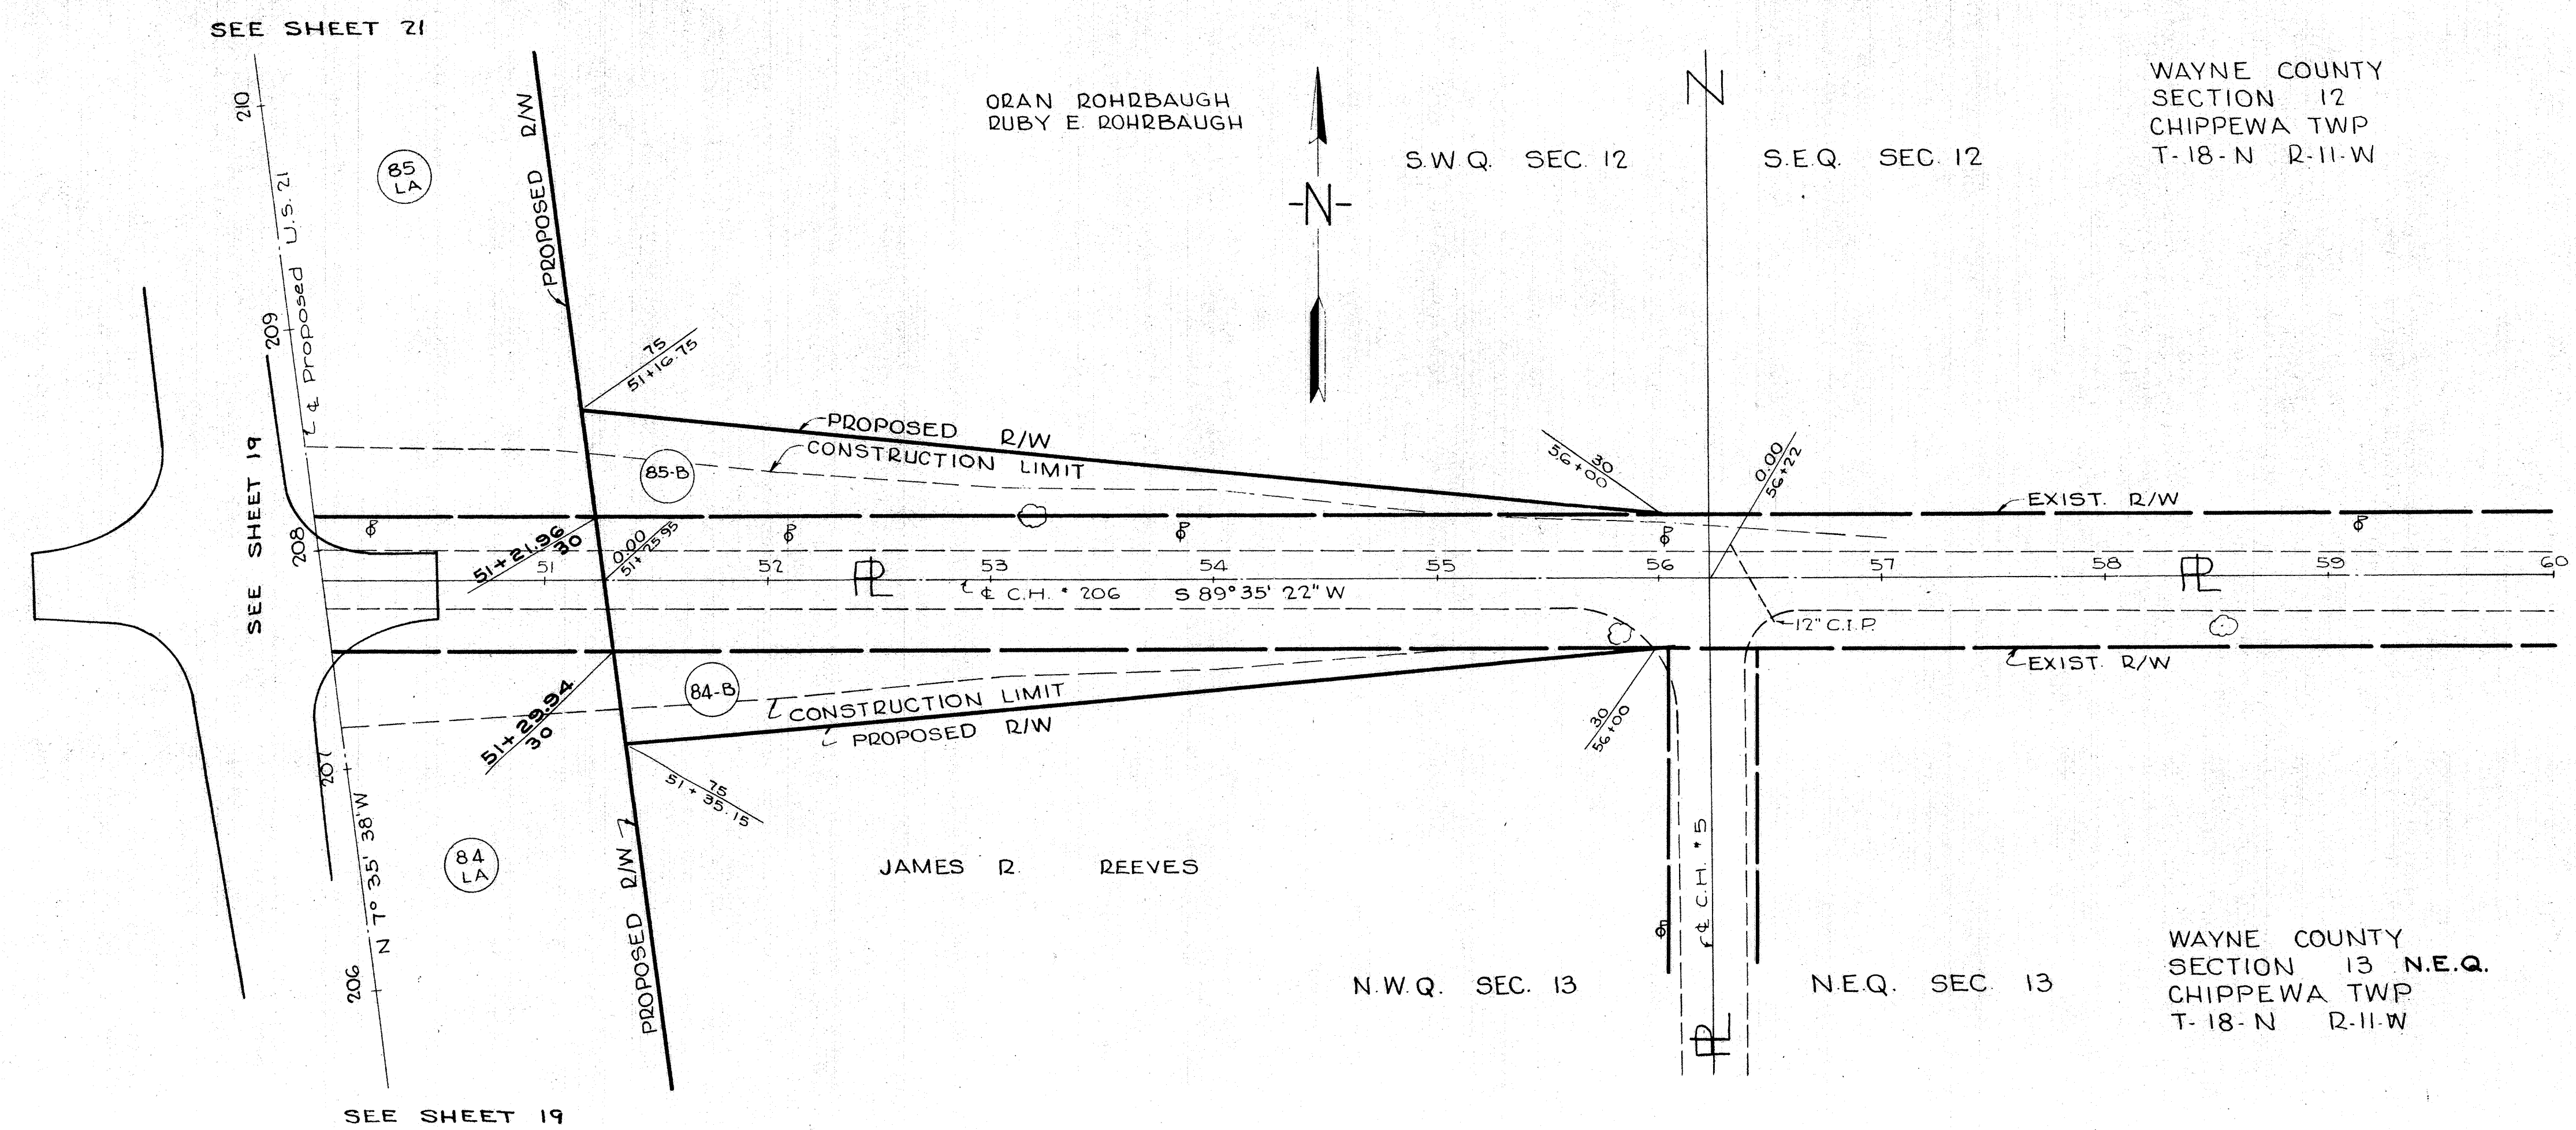 SEE SHEET 21
210
PROPOSED R/W
ORAN ROHRBAUGH
RUBY E. ROHRBAUGH
N
WAYNE COUNTY
SECTION 12
CHIPPEWA TWP
T-18-N R-11-W
85
LA
-N-
S.W.Q. SEC. 12
S.E.Q. SEC. 12
℄ Proposed U.S. 21
209
75
51+16.75
PROPOSED R/W
CONSTRUCTION LIMIT
85-B
30
56+00
0.00
56+22
EXIST. R/W
SEE SHEET 19
208
51+21.96
30
0.00
51+25.95
51
52
53
54
55
56
57
58
59
60
PL
PL
℄ C.H. # 206 S 89° 35' 22" W
12" C.I.P.
EXIST. R/W
84-B
CONSTRUCTION LIMIT
PROPOSED R/W
51+29.94
30
30
56+00
207
75
51+35.15
N 7° 35' 38" W
84
LA
PROPOSED R/W
JAMES R. REEVES
℄ C.H. # 5
206
N.W.Q. SEC. 13
N.E.Q. SEC. 13
WAYNE COUNTY
SECTION 13 N.E.Q.
CHIPPEWA TWP
T-18-N R-11-W
PL
SEE SHEET 19